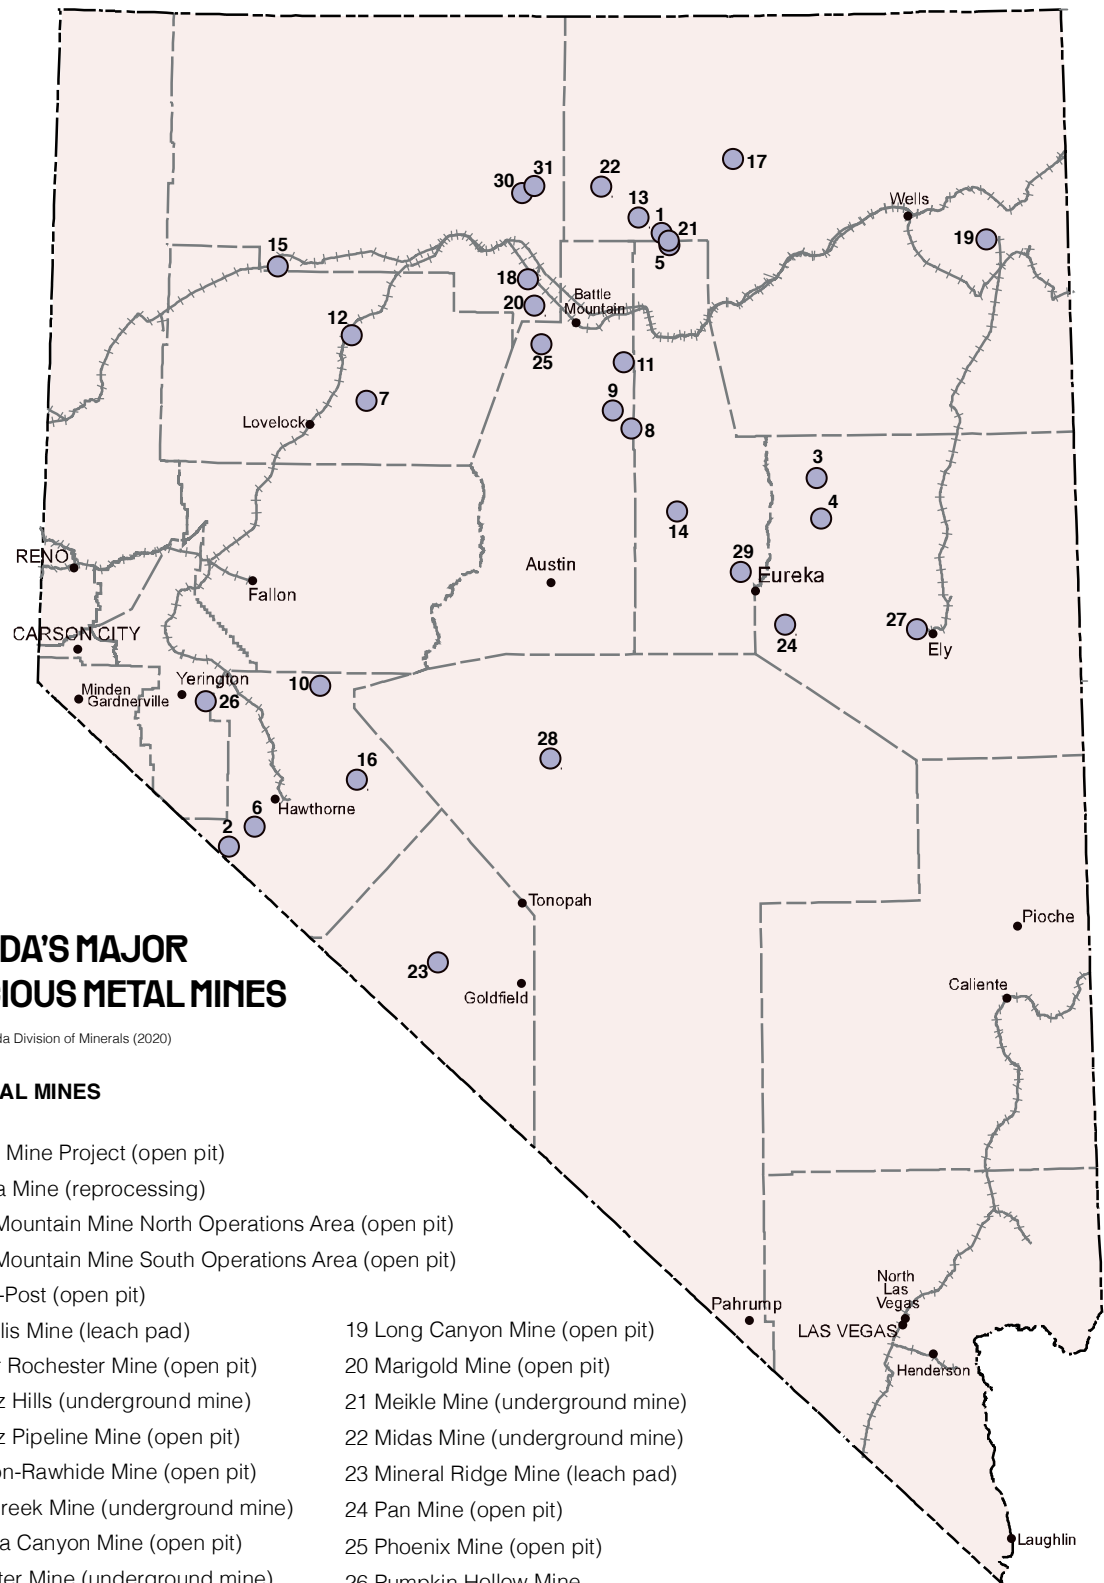 31
30
22
17
13
1
21
5
Wells
19
15
18
20
Battle
Mountain
12
25
11
7
9
8
Lovelock
3
4
14
RENO
Austin
29
Eureka
Fallon
CARSON CITY
24
27
Ely
Minden
Gardnerville
Yerington
26
10
28
16
Hawthorne
6
2
Tonopah
Pioche
23
Goldfield
Caliente
DA'S MAJOR
IOUS METAL MINES
da Division of Minerals (2020)
AL MINES
Mine Project (open pit)
a Mine (reprocessing)
Mountain Mine North Operations Area (open pit)
Mountain Mine South Operations Area (open pit)
-Post (open pit)
lis Mine (leach pad)
r Rochester Mine (open pit)
z Hills (underground mine)
z Pipeline Mine (open pit)
on-Rawhide Mine (open pit)
reek Mine (underground mine)
a Canyon Mine (open pit)
ter Mine (underground mine)
19 Long Canyon Mine (open pit)
20 Marigold Mine (open pit)
21 Meikle Mine (underground mine)
22 Midas Mine (underground mine)
23 Mineral Ridge Mine (leach pad)
24 Pan Mine (open pit)
25 Phoenix Mine (open pit)
26 Pumpkin Hollow Mine
Pahrump
North
Las
Vegas
LAS VEGAS
Henderson
Laughlin